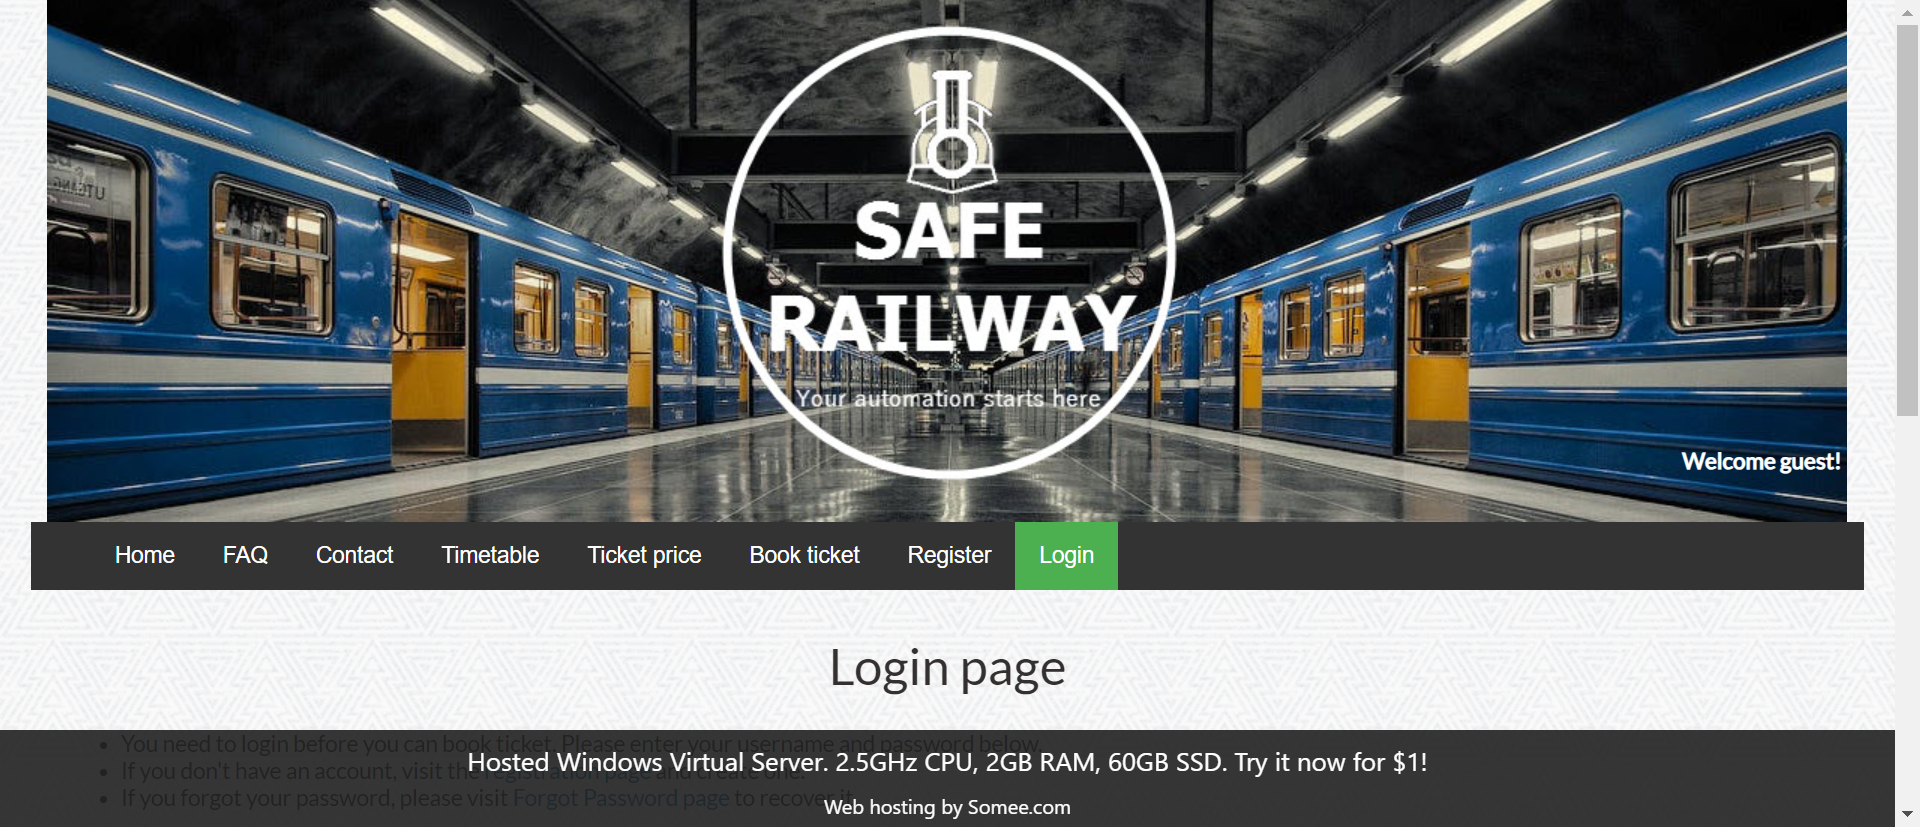 SAFE
RAILWAY
Your automation starts here
Welcome guest!
Home FAQ Contact Timetable Ticket price Book ticket Register Login
Login page
You need to login before you can book ticket. Please enter your username and password below.
If you don't have an account, visit the registration page and create one.
If you forgot your password, please visit Forgot Password page to recover it.
Hosted Windows Virtual Server. 2.5GHz CPU, 2GB RAM, 60GB SSD. Try it now for $1!
Web hosting by Somee.com